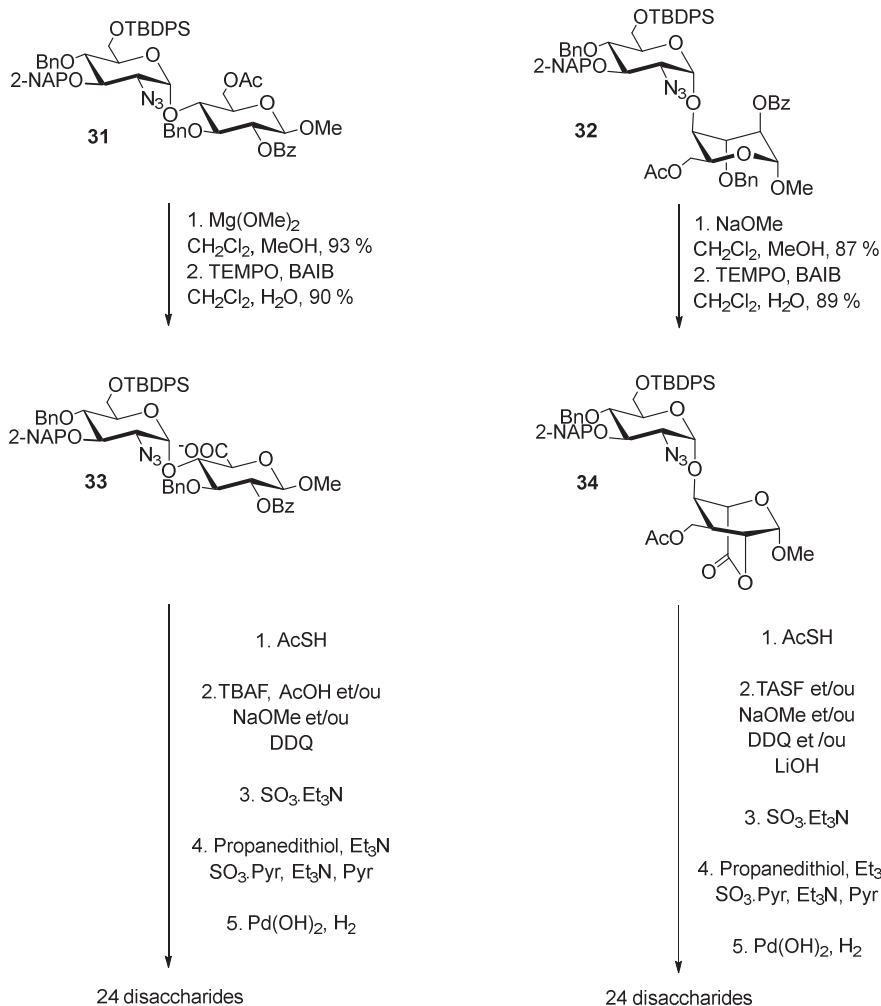 OTBDPS
BnO
O
2-NAPO
N3
O
OAc
O
BnO
OMe
OBz
31
1. Mg(OMe)2
CH2Cl2, MeOH, 93 %
2. TEMPO, BAIB
CH2Cl2, H2O, 90 %
OTBDPS
BnO
O
2-NAPO
N3
O
-OOC
O
BnO
OMe
OBz
33
1. AcSH
2.TBAF, AcOH et/ou
NaOMe et/ou
DDQ
3. SO3.Et3N
4. Propanedithiol, Et3N
SO3.Pyr, Et3N, Pyr
5. Pd(OH)2, H2
24 disaccharides
OTBDPS
BnO
O
2-NAPO
N3
O
OBz
32
O
AcO
OBn
O
OMe
1. NaOMe
CH2Cl2, MeOH, 87 %
2. TEMPO, BAIB
CH2Cl2, H2O, 89 %
OTBDPS
BnO
O
2-NAPO
N3
34
O
O
AcO
O
OMe
O
O
1. AcSH
2.TASF et/ou
NaOMe et/ou
DDQ et /ou
LiOH
3. SO3.Et3N
4. Propanedithiol, Et3
SO3.Pyr, Et3N, Pyr
5. Pd(OH)2, H2
24 disaccharides